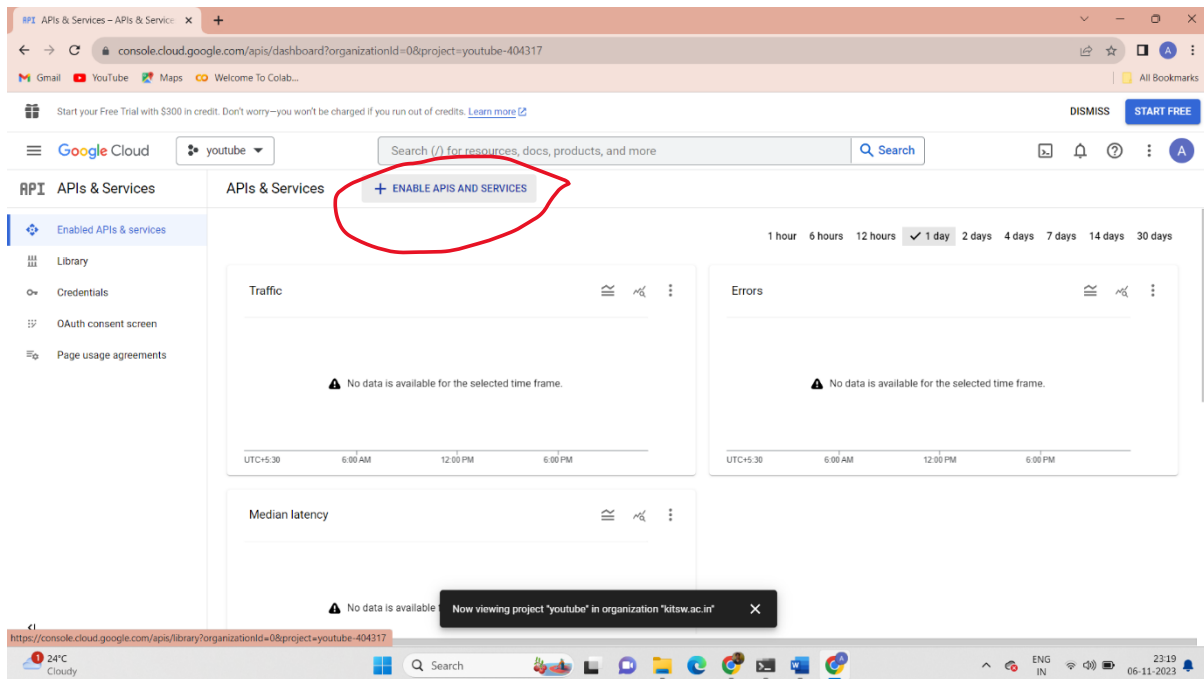 API APIs & Services – APIs & Service
console.cloud.google.com/apis/dashboard?organizationId=0&project=youtube-404317
Gmail YouTube Maps Welcome To Colab... All Bookmarks
Start your Free Trial with $300 in credit. Don't worry—you won't be charged if you run out of credits. Learn more DISMISS START FREE
Google Cloud youtube Search (/) for resources, docs, products, and more Search A
API APIs & Services APIs & Services + ENABLE APIS AND SERVICES
Enabled APIs & services
1 hour 6 hours 12 hours 1 day 2 days 4 days 7 days 14 days 30 days
Library
Credentials
OAuth consent screen
Page usage agreements
Traffic
No data is available for the selected time frame.
UTC+5:30 6:00 AM 12:00 PM 6:00 PM
Errors
No data is available for the selected time frame.
UTC+5:30 6:00 AM 12:00 PM 6:00 PM
Median latency
No data is available
Now viewing project "youtube" in organization "kitsw.ac.in"
https://console.cloud.google.com/apis/library?organizationId=0&project=youtube-404317
1 24°C
Cloudy
Search
ENG
IN
23:19
06-11-2023